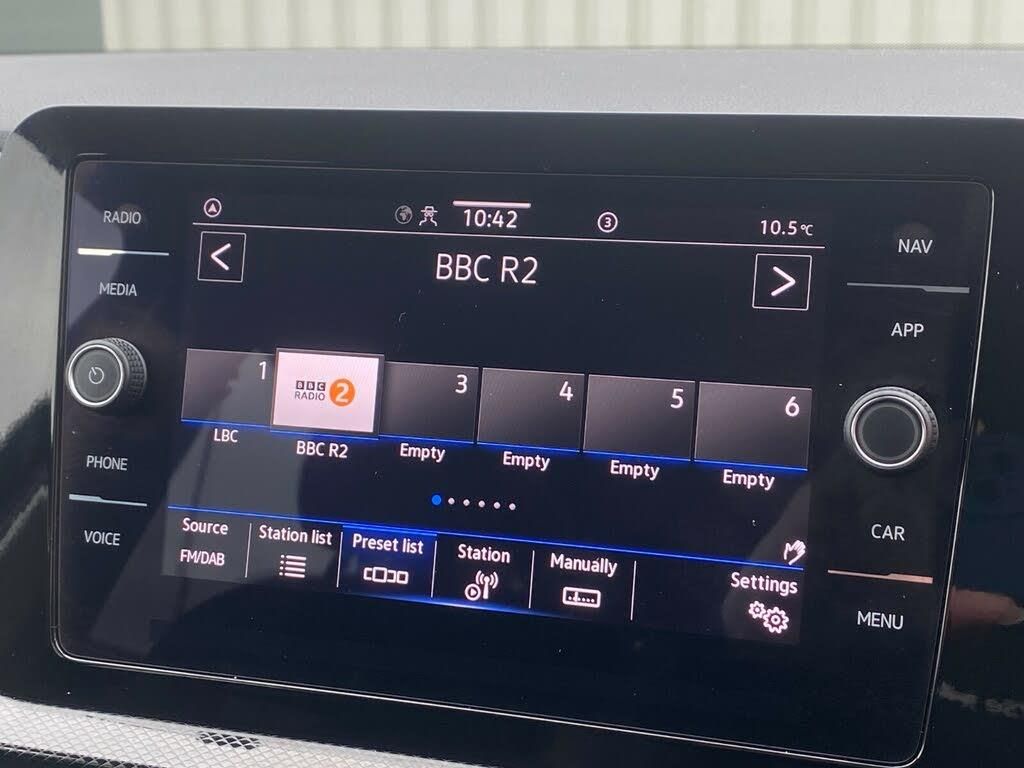 RADIO
MEDIA
PHONE
VOICE
10:42
3
10.5°C
<
BBC R2
>
1
BBC
RADIO 2
3
4
5
6
LBC
BBC R2
Empty
Empty
Empty
Empty
Source
FM/DAB
Station list
Preset list
Station
Manually
Settings
NAV
APP
CAR
MENU